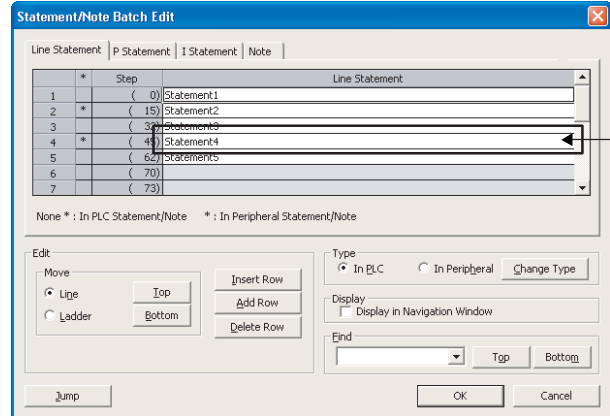 Statement/Note Batch Edit
Line Statement P Statement I Statement Note
* Step Line Statement
1 ( 0) Statement1
2 * ( 15) Statement2
3 ( 32) Statement3
4 * ( 45) Statement4
5 ( 62) Statement5
6 ( 70)
7 ( 73)
None * : In PLC Statement/Note * : In Peripheral Statement/Note
Edit
Move
Line
Ladder
Top
Bottom
Insert Row
Add Row
Delete Row
Type
In PLC
In Peripheral
Change Type
Display
Display in Navigation Window
Find
Top
Bottom
Jump
OK
Cancel